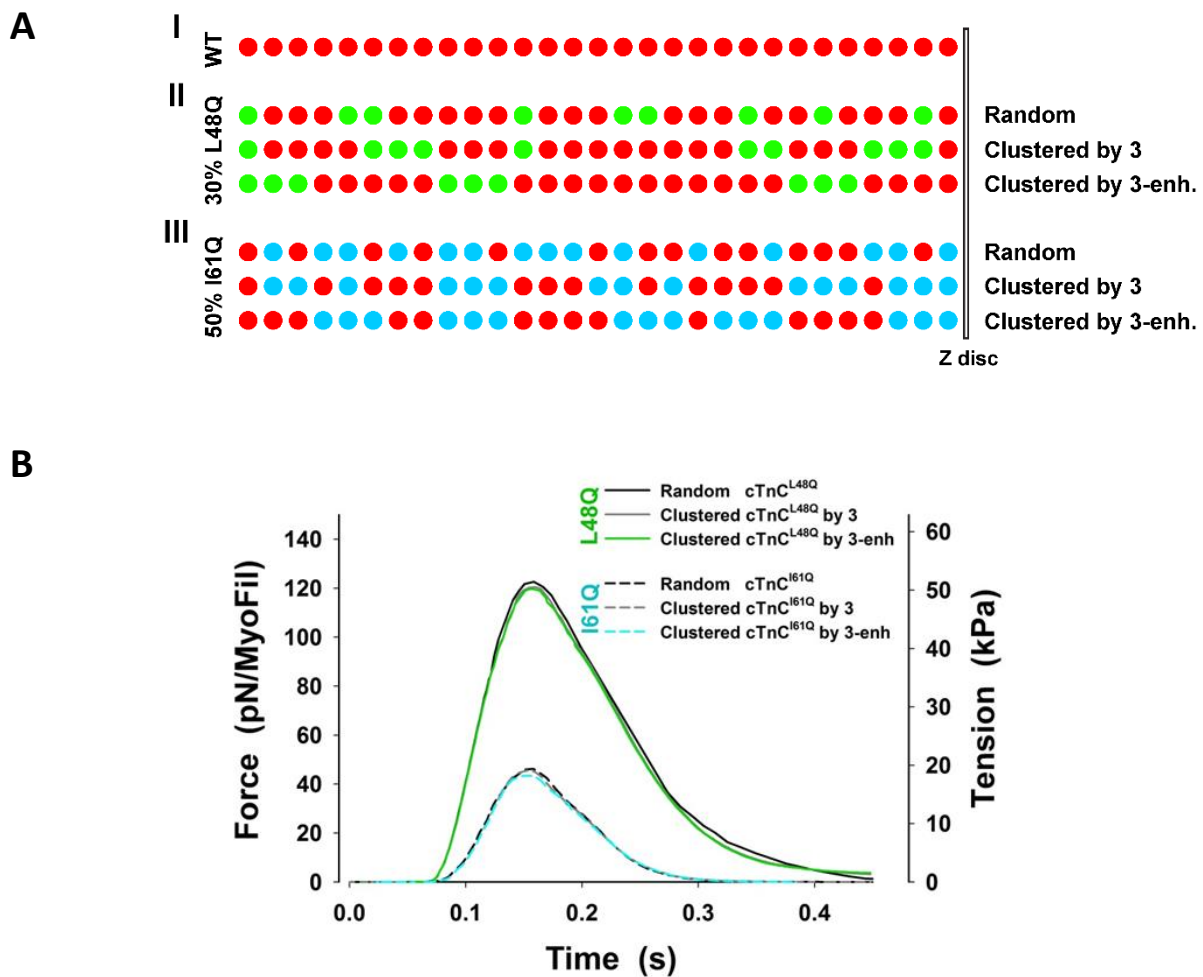 A
I
WT
II
30% L48Q
Random
Clustered by 3
Clustered by 3-enh.
III
50% I61Q
Random
Clustered by 3
Clustered by 3-enh.
Z disc
B
L48Q
Random cTnC^L48Q
Clustered cTnC^L48Q by 3
Clustered cTnC^L48Q by 3-enh
I61Q
Random cTnC^I61Q
Clustered cTnC^I61Q by 3
Clustered cTnC^I61Q by 3-enh
Force (pN/MyoFil)
140
120
100
80
60
40
20
0
Tension (kPa)
60
50
40
30
20
10
0
0.0 0.1 0.2 0.3 0.4
Time (s)